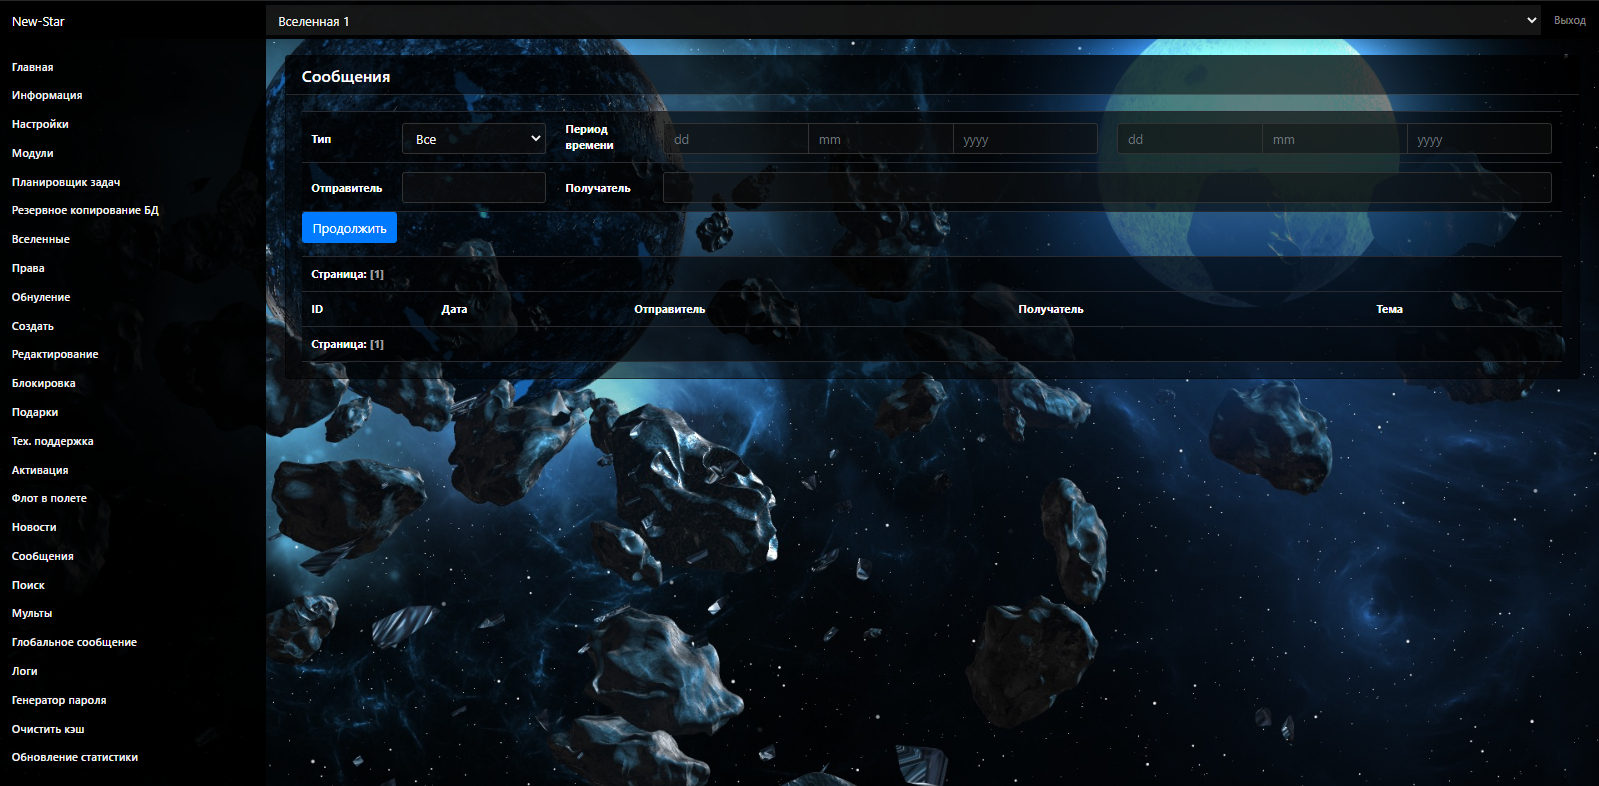 New-Star
Вселенная 1
Выход
Главная
Информация
Настройки
Модули
Планировщик задач
Резервное копирование БД
Вселенные
Права
Обнуление
Создать
Редактирование
Блокировка
Подарки
Тех. поддержка
Активация
Флот в полете
Новости
Сообщения
Поиск
Мульты
Глобальное сообщение
Логи
Генератор пароля
Очистить кэш
Обновление статистики
Сообщения
Тип Все Период времени dd mm yyyy dd mm yyyy
Отправитель Получатель
Продолжить
Страница: [1]
ID Дата Отправитель Получатель Тема
Страница: [1]